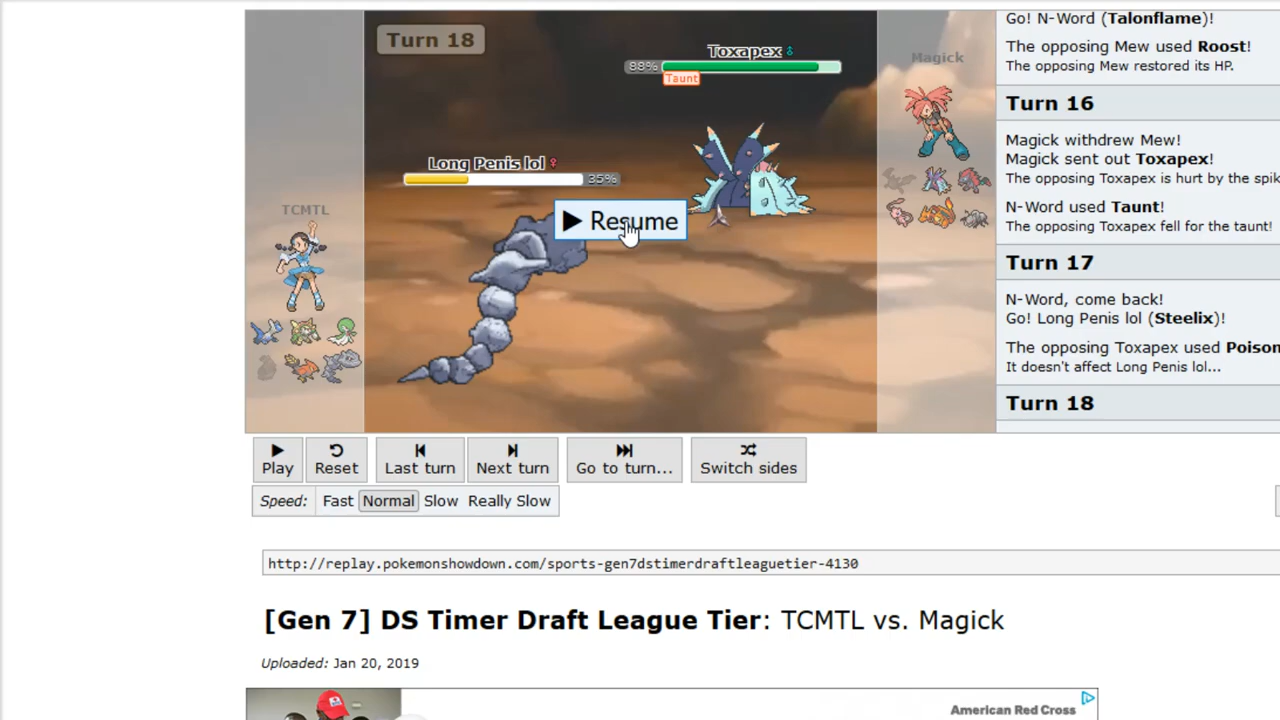 Turn 18
Toxapex ♂
88%
Taunt
Long Penis lol ♀
35%
Resume
TCMTL
Magick
Go! N-Word (Talonflame)!
The opposing Mew used Roost!
The opposing Mew restored its HP.
Turn 16
Magick withdrew Mew!
Magick sent out Toxapex!
The opposing Toxapex is hurt by the spik
N-Word used Taunt!
The opposing Toxapex fell for the taunt!
Turn 17
N-Word, come back!
Go! Long Penis lol (Steelix)!
The opposing Toxapex used Poison
It doesn't affect Long Penis lol...
Turn 18
Play
Reset
Last turn
Next turn
Go to turn...
Switch sides
Speed: Fast Normal Slow Really Slow
http://replay.pokemonshowdown.com/sports-gen7dstimerdraftleaguetier-4130
[Gen 7] DS Timer Draft League Tier: TCMTL vs. Magick
Uploaded: Jan 20, 2019
American Red Cross